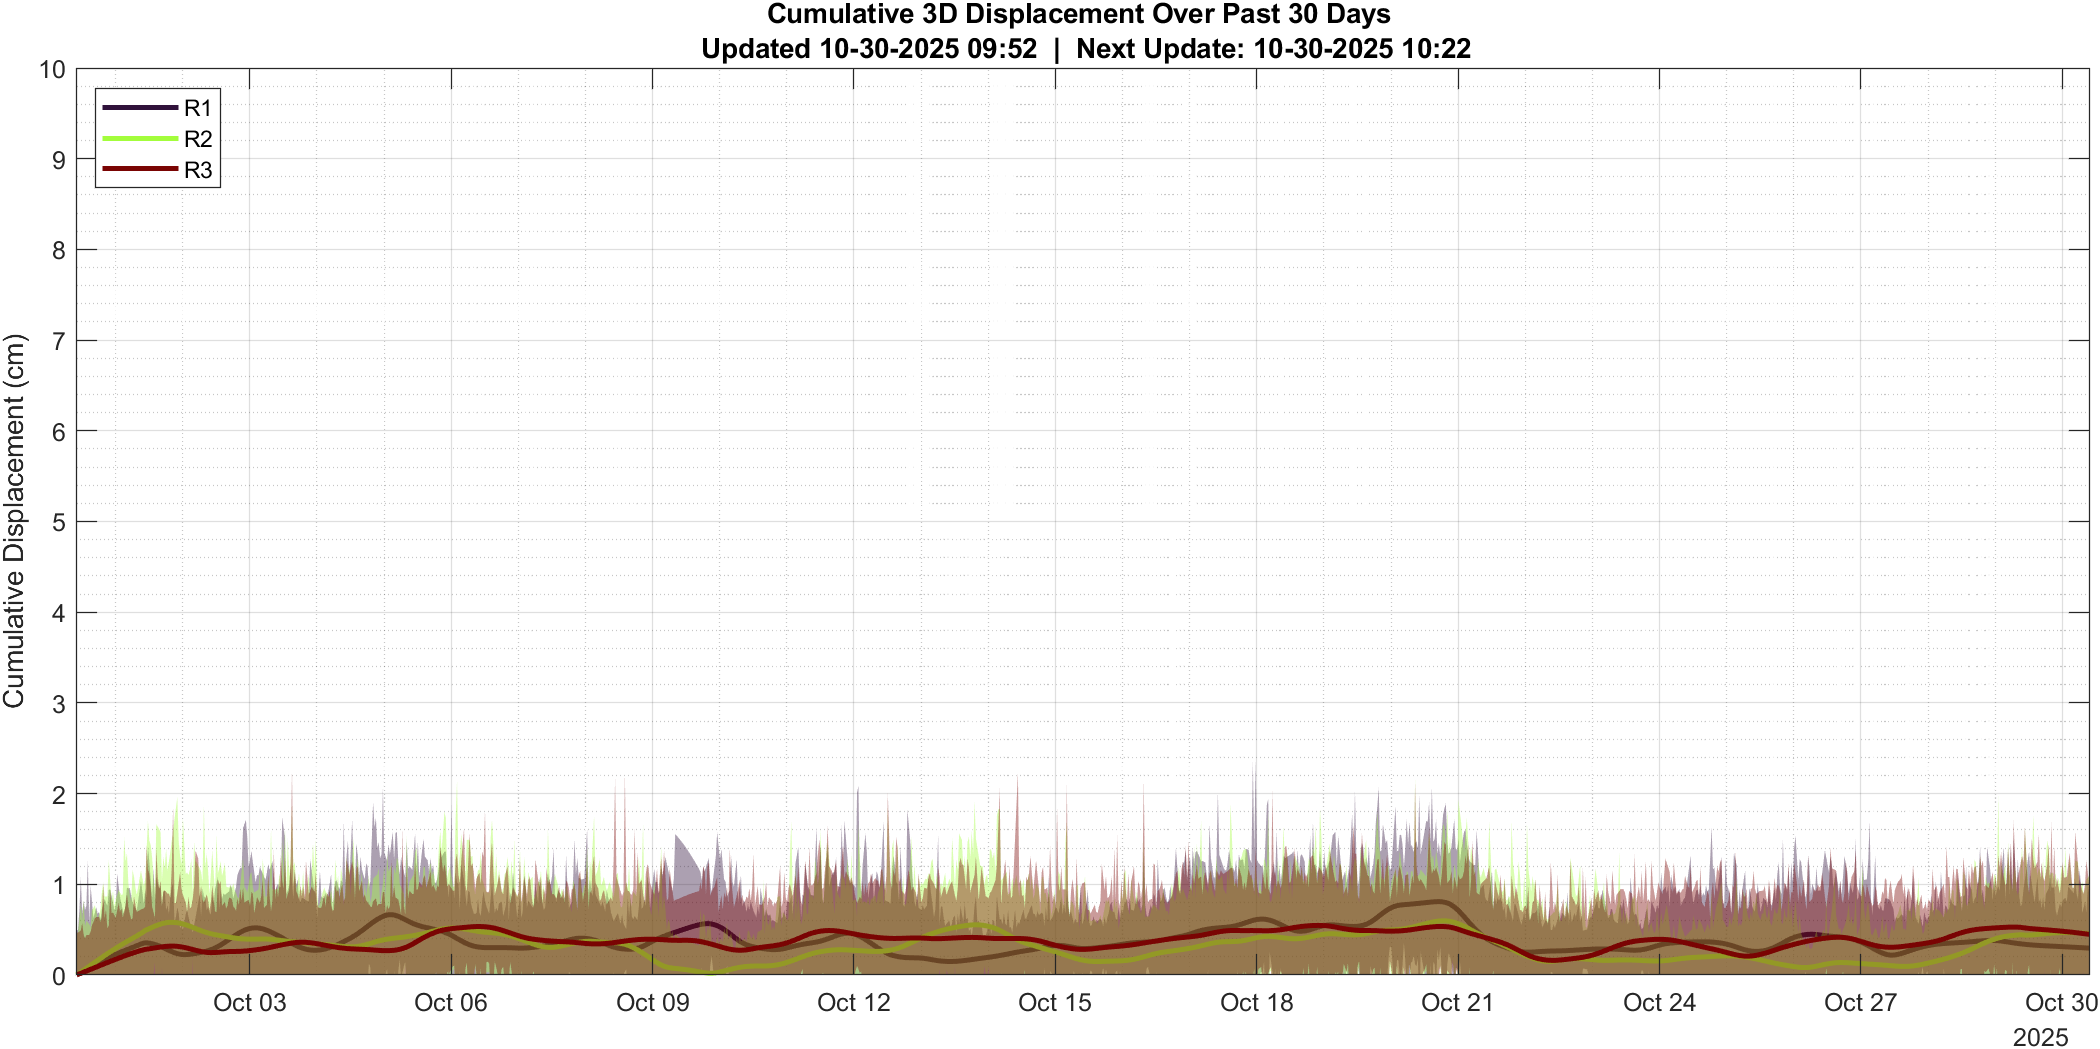 Cumulative 3D Displacement Over Past 30 Days
Updated 10-30-2025 09:52 | Next Update: 10-30-2025 10:22
10
9
8
7
6
5
4
3
2
1
0
Cumulative Displacement (cm)
R1
R2
R3
Oct 03
Oct 06
Oct 09
Oct 12
Oct 15
Oct 18
Oct 21
Oct 24
Oct 27
Oct 30
2025